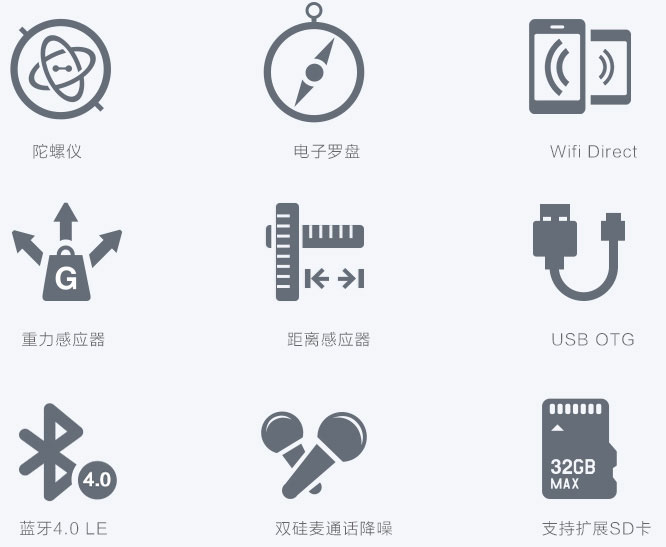 陀螺仪
电子罗盘
Wifi Direct
G
重力感应器
距离感应器
USB OTG
4.0
蓝牙4.0 LE
双硅麦通话降噪
32GB
MAX
支持扩展SD卡